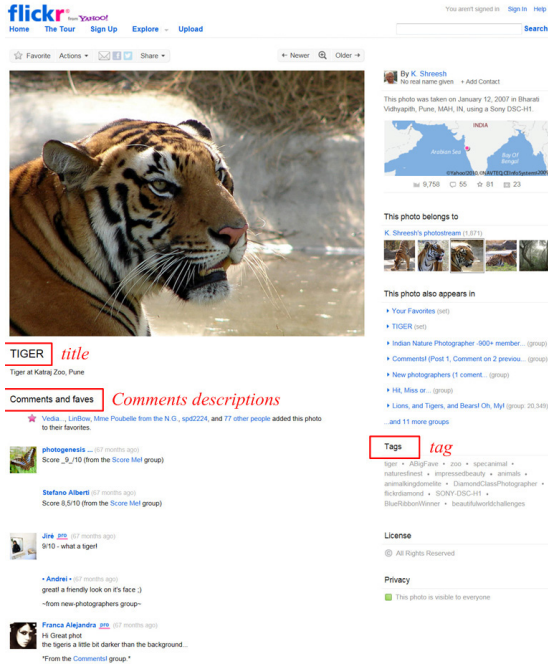 flickr from YAHOO!
You aren't signed in Sign In Help
Home The Tour Sign Up Explore Upload
Search
Favorite Actions Share
← Newer Older →
By K. Shreesh
No real name given + Add Contact
This photo was taken on January 12, 2007 in Bharati
Vidhyapith, Pune, MAH, IN, using a Sony DSC-H1.
INDIA
Arabian Sea
Bay Of
Bengal
©Yahoo!2010, ©NAVTEQ,©EInfoSystems2009
9,758 55 81 23
This photo belongs to
K. Shreesh's photostream (1,971)
This photo also appears in
Your Favorites (set)
TIGER (set)
Indian Nature Photographer -900+ member... (group)
Comments! (Post 1, Comment on 2 previou... (group)
New photographers (1 coment... (group)
Hit, Miss or... (group)
Lions, and Tigers, and Bears! Oh, My! (group: 20,349)
...and 11 more groups
Tags tag
tiger • ABigFave • zoo • specanimal •
naturesfinest • impressedbeauty • animals •
animalkingdomelite • DiamondClassPhotographer •
flickrdiamond • SONY-DSC-H1 •
BlueRibbonWinner • beautifulworldchallenges
License
© All Rights Reserved
Privacy
This photo is visible to everyone
TIGER title
Tiger at Katraj Zoo, Pune
Comments and faves Comments descriptions
Vedia..., LinBow, Mme Poubelle from the N.G., spd2224, and 77 other people added this photo
to their favorites.
photogenesis ... (67 months ago)
Score _9_/10 (from the Score Me! group)
Stefano Alberti (67 months ago)
Score 8,5/10 (from the Score Me! group)
Jirė pro (67 months ago)
9/10 - what a tiger!
• Andrei • (67 months ago)
great! a friendly look on it's face ;)
~from new-photographers group~
Franca Alejandra pro (67 months ago)
Hi Great phot
the tigeris a little bit darker than the background...
*From the Comments! group.*